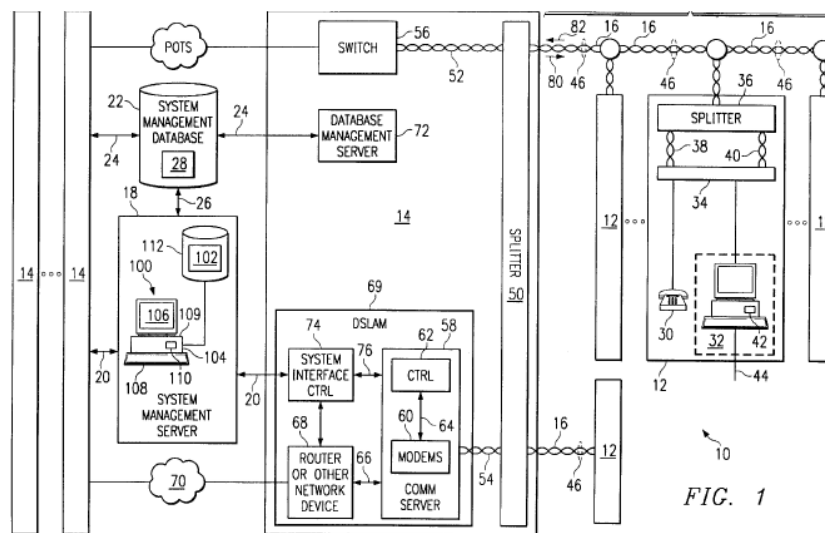 POTS
SWITCH
56
52
82
80
16
16
16
46
46
46
22
SYSTEM
MANAGEMENT
DATABASE
28
24
24
DATABASE
MANAGEMENT
SERVER
72
36
SPLITTER
38
40
34
26
18
112
102
100
106
109
104
108
110
SYSTEM
MANAGEMENT
SERVER
20
20
14
14
14
SPLITTER
50
12
12
30
32
42
44
12
69
DSLAM
74
SYSTEM
INTERFACE
CTRL
76
62
58
CTRL
60
64
MODEMS
COMM
SERVER
68
ROUTER
OR OTHER
NETWORK
DEVICE
66
70
54
16
46
12
10
FIG. 1